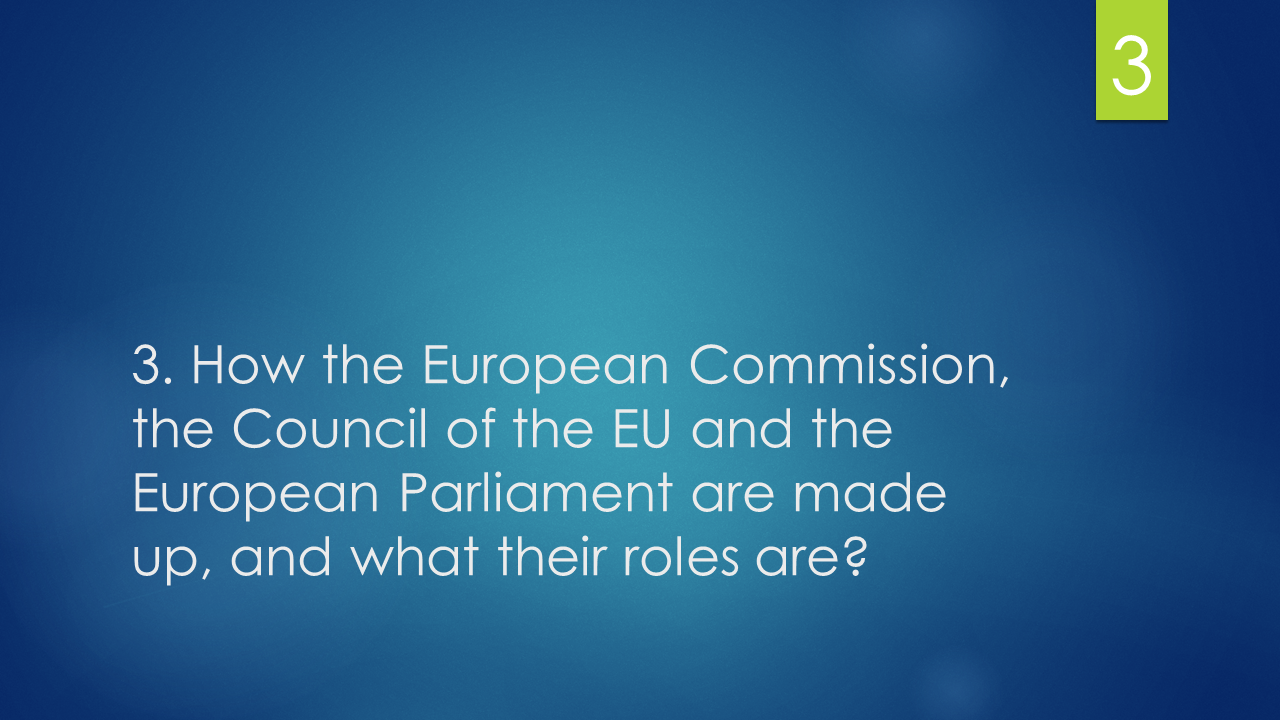 3
3. How the European Commission,
the Council of the EU and the
European Parliament are made
up, and what their roles are?